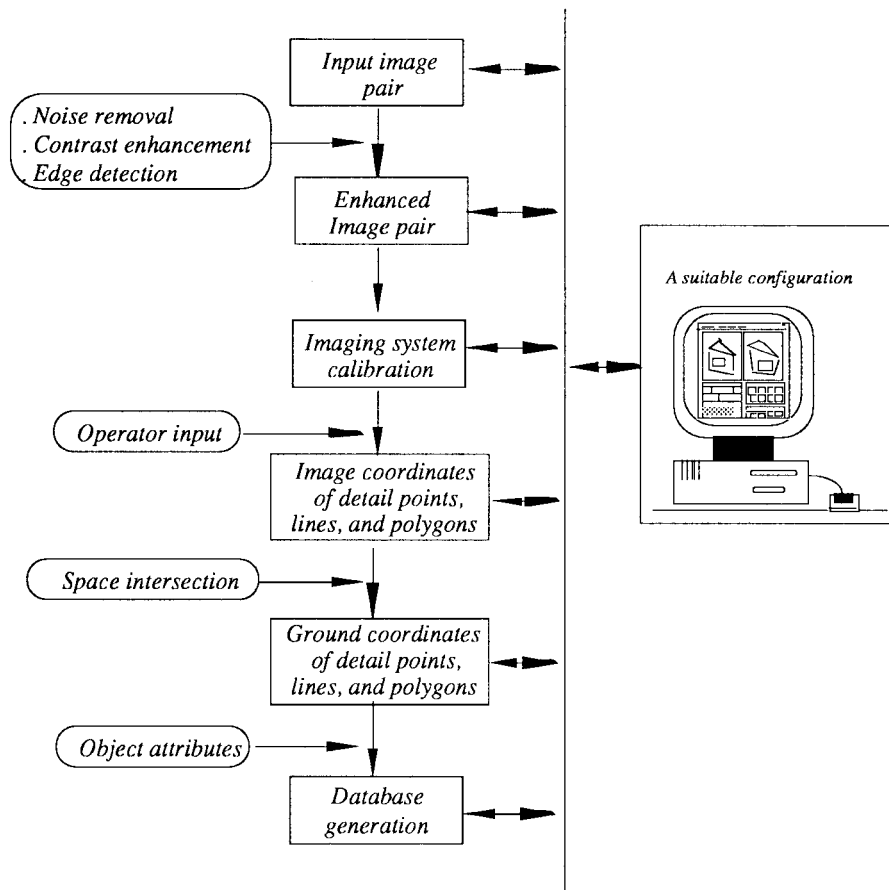 Input image
pair
. Noise removal
. Contrast enhancement
. Edge detection
Enhanced
Image pair
A suitable configuration
Imaging system
calibration
Operator input
Image coordinates
of detail points,
lines, and polygons
Space intersection
Ground coordinates
of detail points,
lines, and polygons
Object attributes
Database
generation